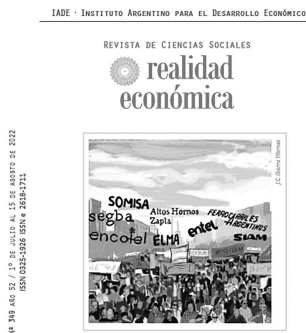 IADE - Instituto Argentino para el Desarrollo Económico
Revista de Ciencias Sociales
realidad
económica
Nº 349 AÑO 52 / 1º DE JULIO AL 15 DE AGOSTO DE 2022
ISSN 0325-1926 ISSN e 2618-1711
SOMISA
segba
Altos Hornos
Zapla
FERROCARRILES
ARGENTINOS
encotel
ELMA
entel
SIAM